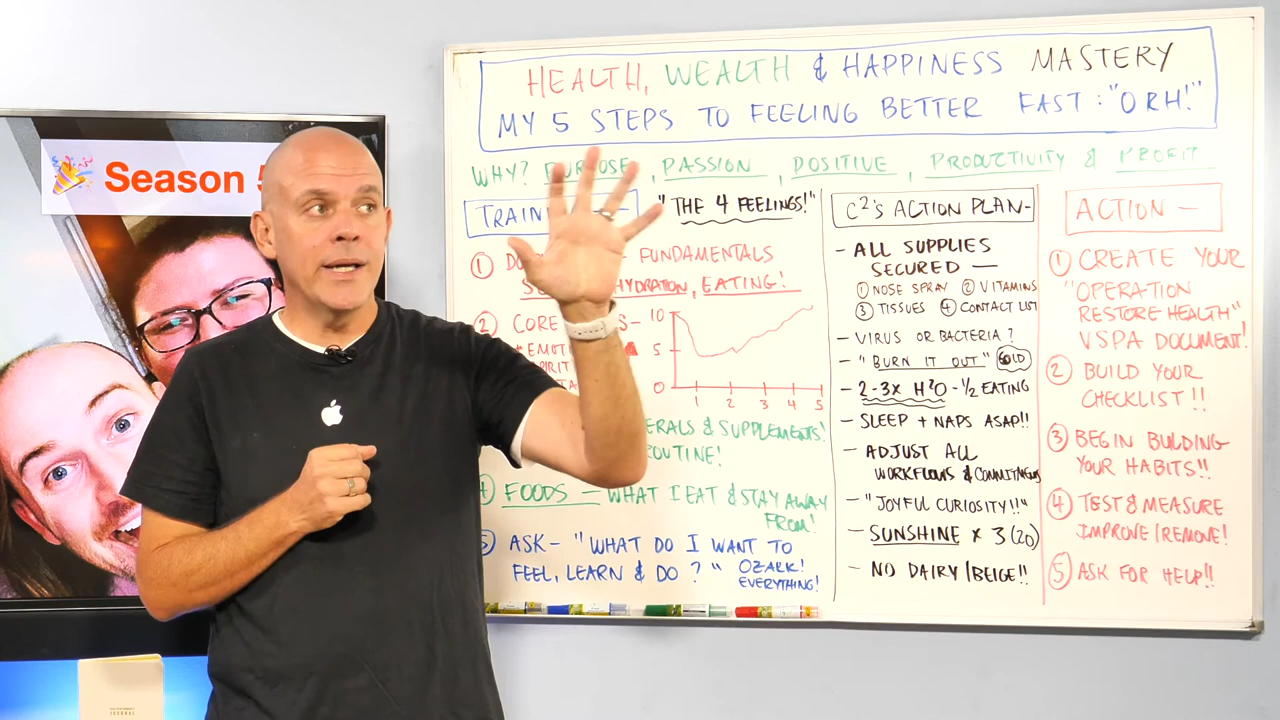 Season
HEALTH, WEALTH & HAPPINESS MASTERY
MY 5 STEPS TO FEELING BETTER FAST: "ORH!"
WHY? PURPOSE, PASSION, POSITIVE, PRODUCTIVITY & PROFIT
"THE 4 FEELINGS!"
① FUNDAMENTALS
HYDRATION, EATING!
② CORE
10
5
0
1 2 3 4 5
& SUPPLEMENTS!
ROUTINE!
FOODS — WHAT I EAT & STAY AWAY
FROM!
ASK - "WHAT DO I WANT TO
FEEL, LEARN & DO?" OZARK!
EVERYTHING!
C²'S ACTION PLAN-
- ALL SUPPLIES
SECURED —
① NOSE SPRAY ② VITAMINS
③ TISSUES ④ CONTACT LIST
- VIRUS OR BACTERIA?
- "BURN IT OUT" GOLD
- 2-3X H²O - ½ EATING
- SLEEP + NAPS ASAP!!
- ADJUST ALL
WORKFLOWS & COMMITMENTS
- "JOYFUL CURIOSITY!!"
- SUNSHINE X 3 (20)
- NO DAIRY/BEIGE!!
ACTION —
① CREATE YOUR
"OPERATION
RESTORE HEALTH"
VSPA DOCUMENT!
② BUILD YOUR
CHECKLIST!!
③ BEGIN BUILDING
YOUR HABITS!!
④ TEST & MEASURE
IMPROVE/REMOVE!
⑤ ASK FOR HELP!!
JOURNAL